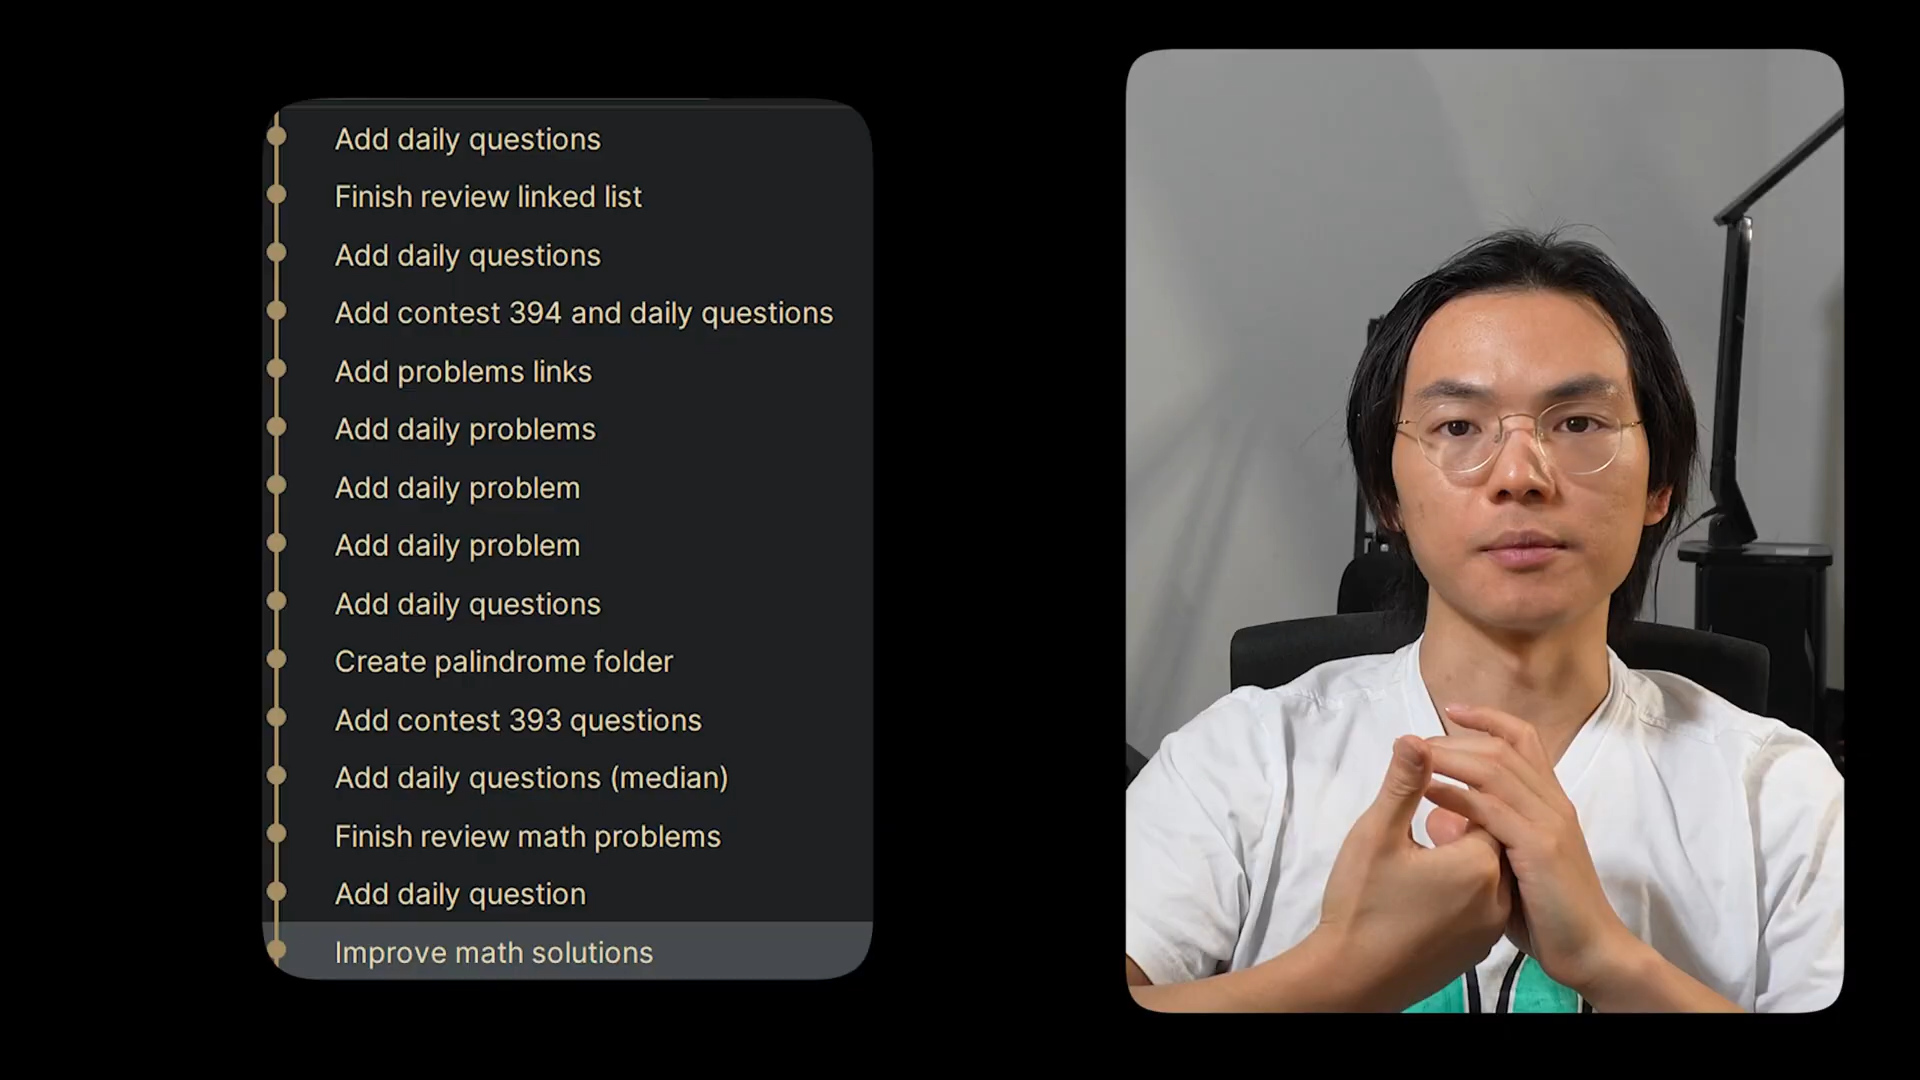 Add daily questions
Finish review linked list
Add daily questions
Add contest 394 and daily questions
Add problems links
Add daily problems
Add daily problem
Add daily problem
Add daily questions
Create palindrome folder
Add contest 393 questions
Add daily questions (median)
Finish review math problems
Add daily question
Improve math solutions